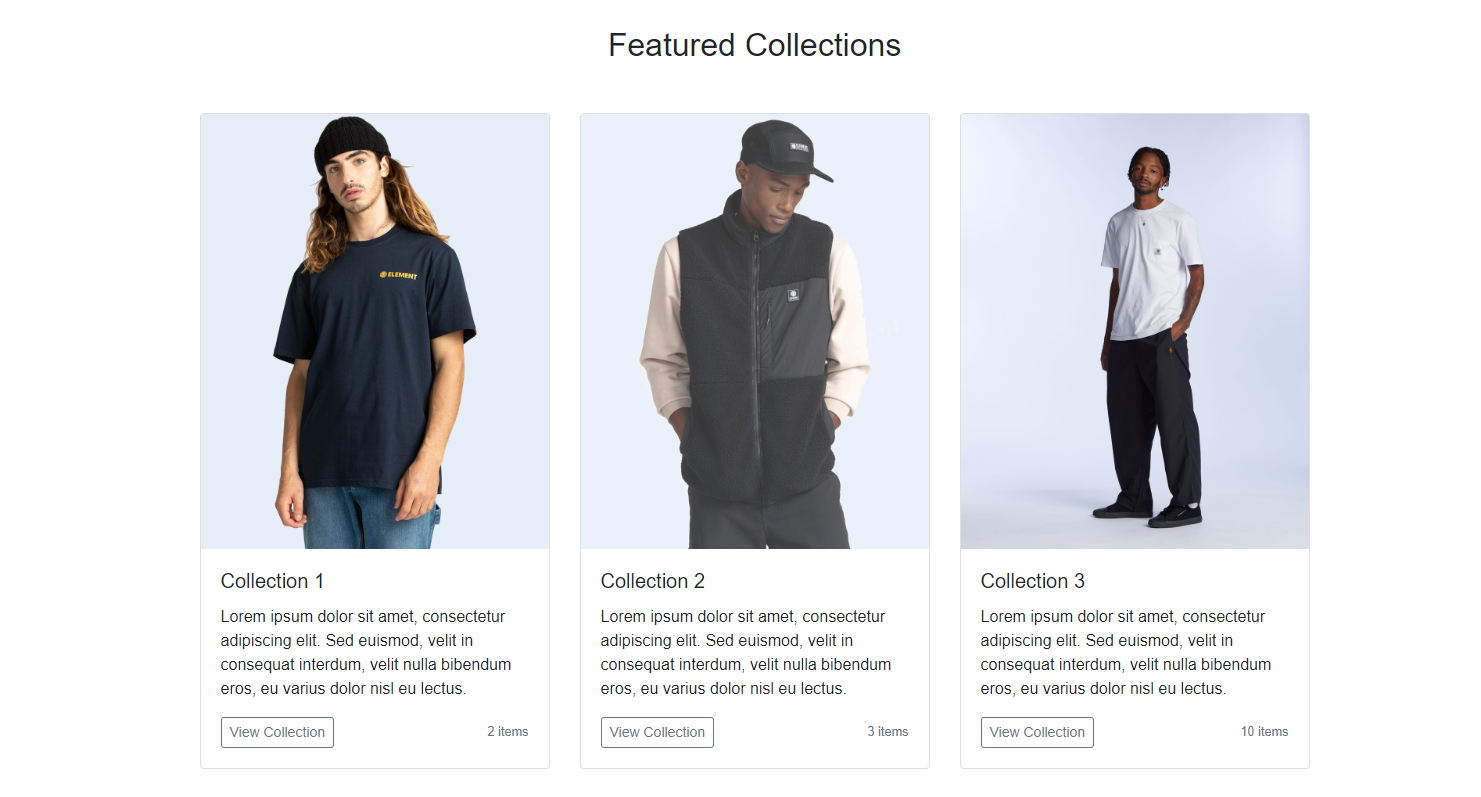 Featured Collections
ELEMENT
ELEMENT
Collection 1
Lorem ipsum dolor sit amet, consectetur
adipiscing elit. Sed euismod, velit in
consequat interdum, velit nulla bibendum
eros, eu varius dolor nisl eu lectus.
View Collection
2 items
Collection 2
Lorem ipsum dolor sit amet, consectetur
adipiscing elit. Sed euismod, velit in
consequat interdum, velit nulla bibendum
eros, eu varius dolor nisl eu lectus.
View Collection
3 items
Collection 3
Lorem ipsum dolor sit amet, consectetur
adipiscing elit. Sed euismod, velit in
consequat interdum, velit nulla bibendum
eros, eu varius dolor nisl eu lectus.
View Collection
10 items